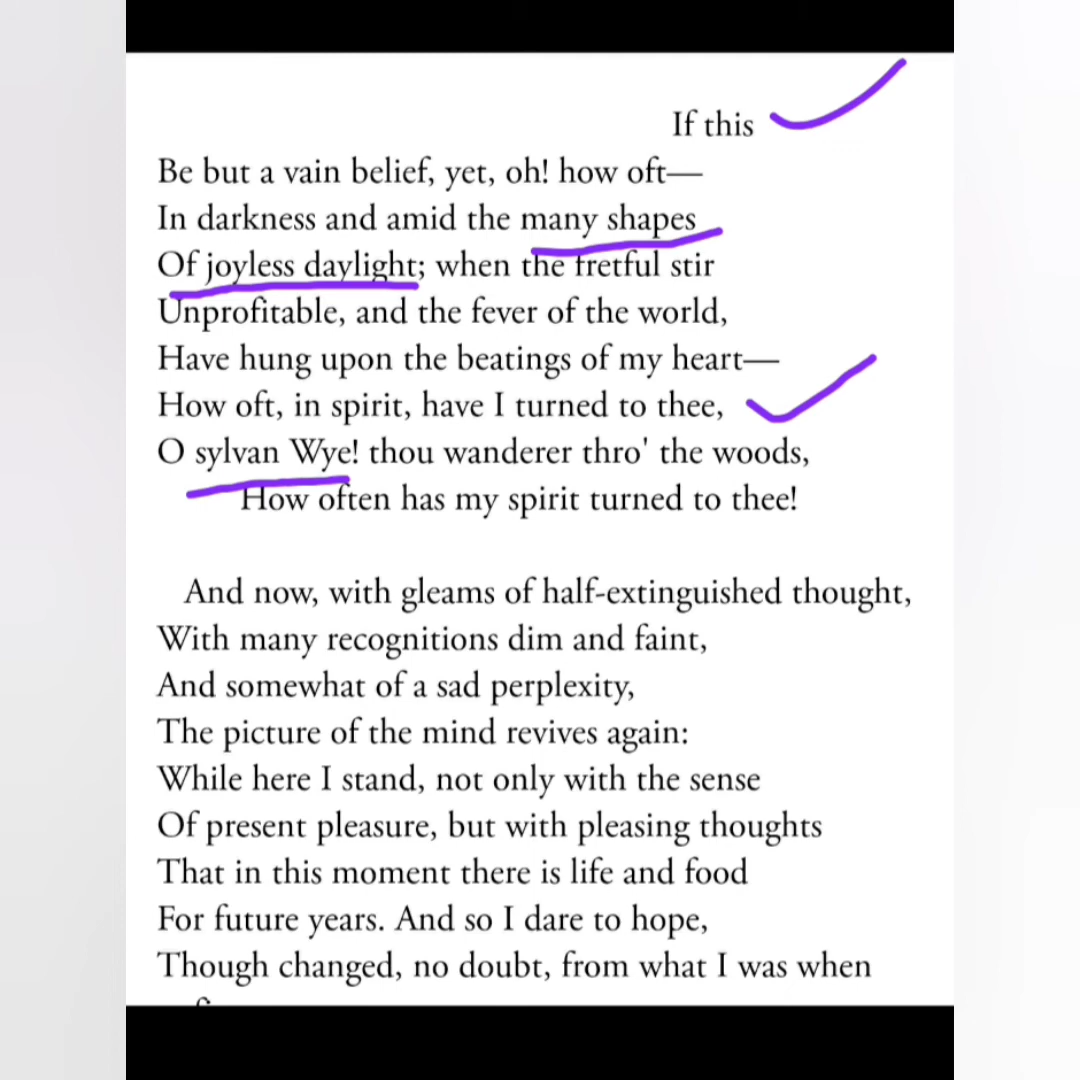 If this
Be but a vain belief, yet, oh! how oft—
In darkness and amid the many shapes
Of joyless daylight; when the fretful stir
Unprofitable, and the fever of the world,
Have hung upon the beatings of my heart—
How oft, in spirit, have I turned to thee,
O sylvan Wye! thou wanderer thro' the woods,
How often has my spirit turned to thee!
And now, with gleams of half-extinguished thought,
With many recognitions dim and faint,
And somewhat of a sad perplexity,
The picture of the mind revives again:
While here I stand, not only with the sense
Of present pleasure, but with pleasing thoughts
That in this moment there is life and food
For future years. And so I dare to hope,
Though changed, no doubt, from what I was when